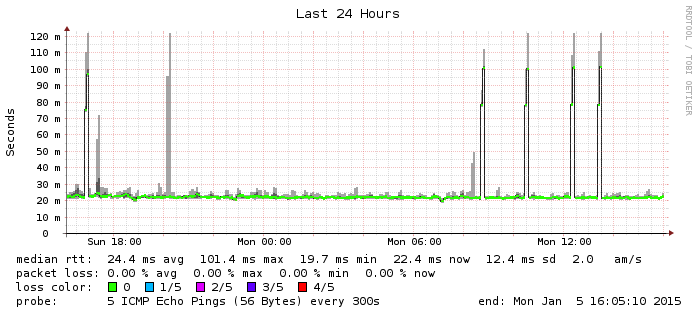 Last 24 Hours
RRDTOOL / TOBI OETIKER
Seconds
120 m
110 m
100 m
90 m
80 m
70 m
60 m
50 m
40 m
30 m
20 m
10 m
0
Sun 18:00 Mon 00:00 Mon 06:00 Mon 12:00
median rtt: 24.4 ms avg 101.4 ms max 19.7 ms min 22.4 ms now 12.4 ms sd 2.0 am/s
packet loss: 0.00 % avg 0.00 % max 0.00 % min 0.00 % now
loss color: 0 1/5 2/5 3/5 4/5
probe: 5 ICMP Echo Pings (56 Bytes) every 300s end: Mon Jan 5 16:05:10 2015